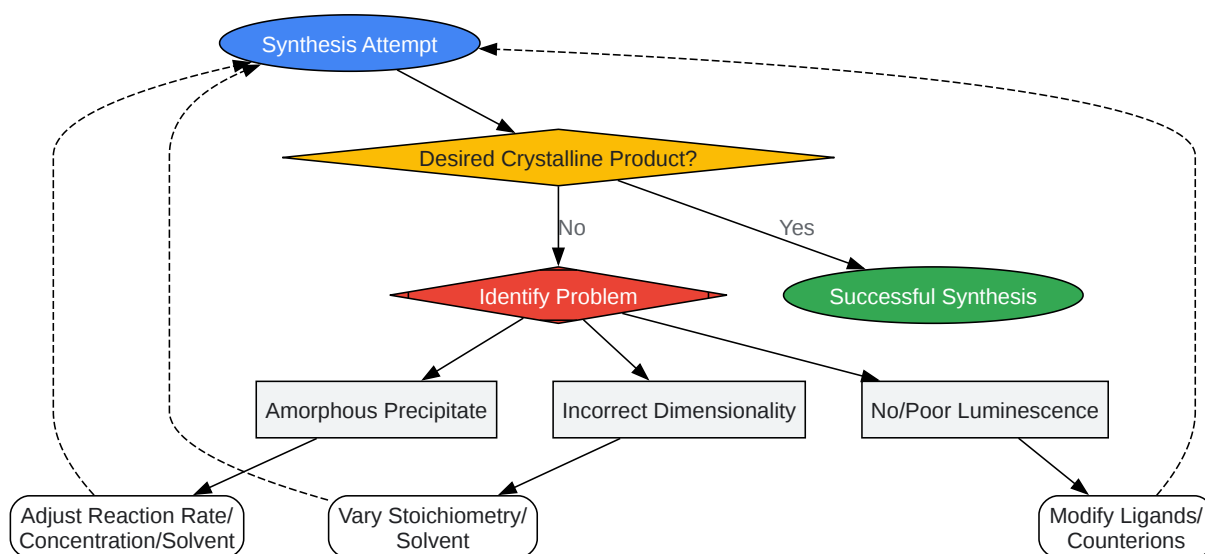 Synthesis Attempt
Desired Crystalline Product?
No
Yes
Identify Problem
Successful Synthesis
Amorphous Precipitate
Incorrect Dimensionality
No/Poor Luminescence
Adjust Reaction Rate/
Concentration/Solvent
Vary Stoichiometry/
Solvent
Modify Ligands/
Counterions